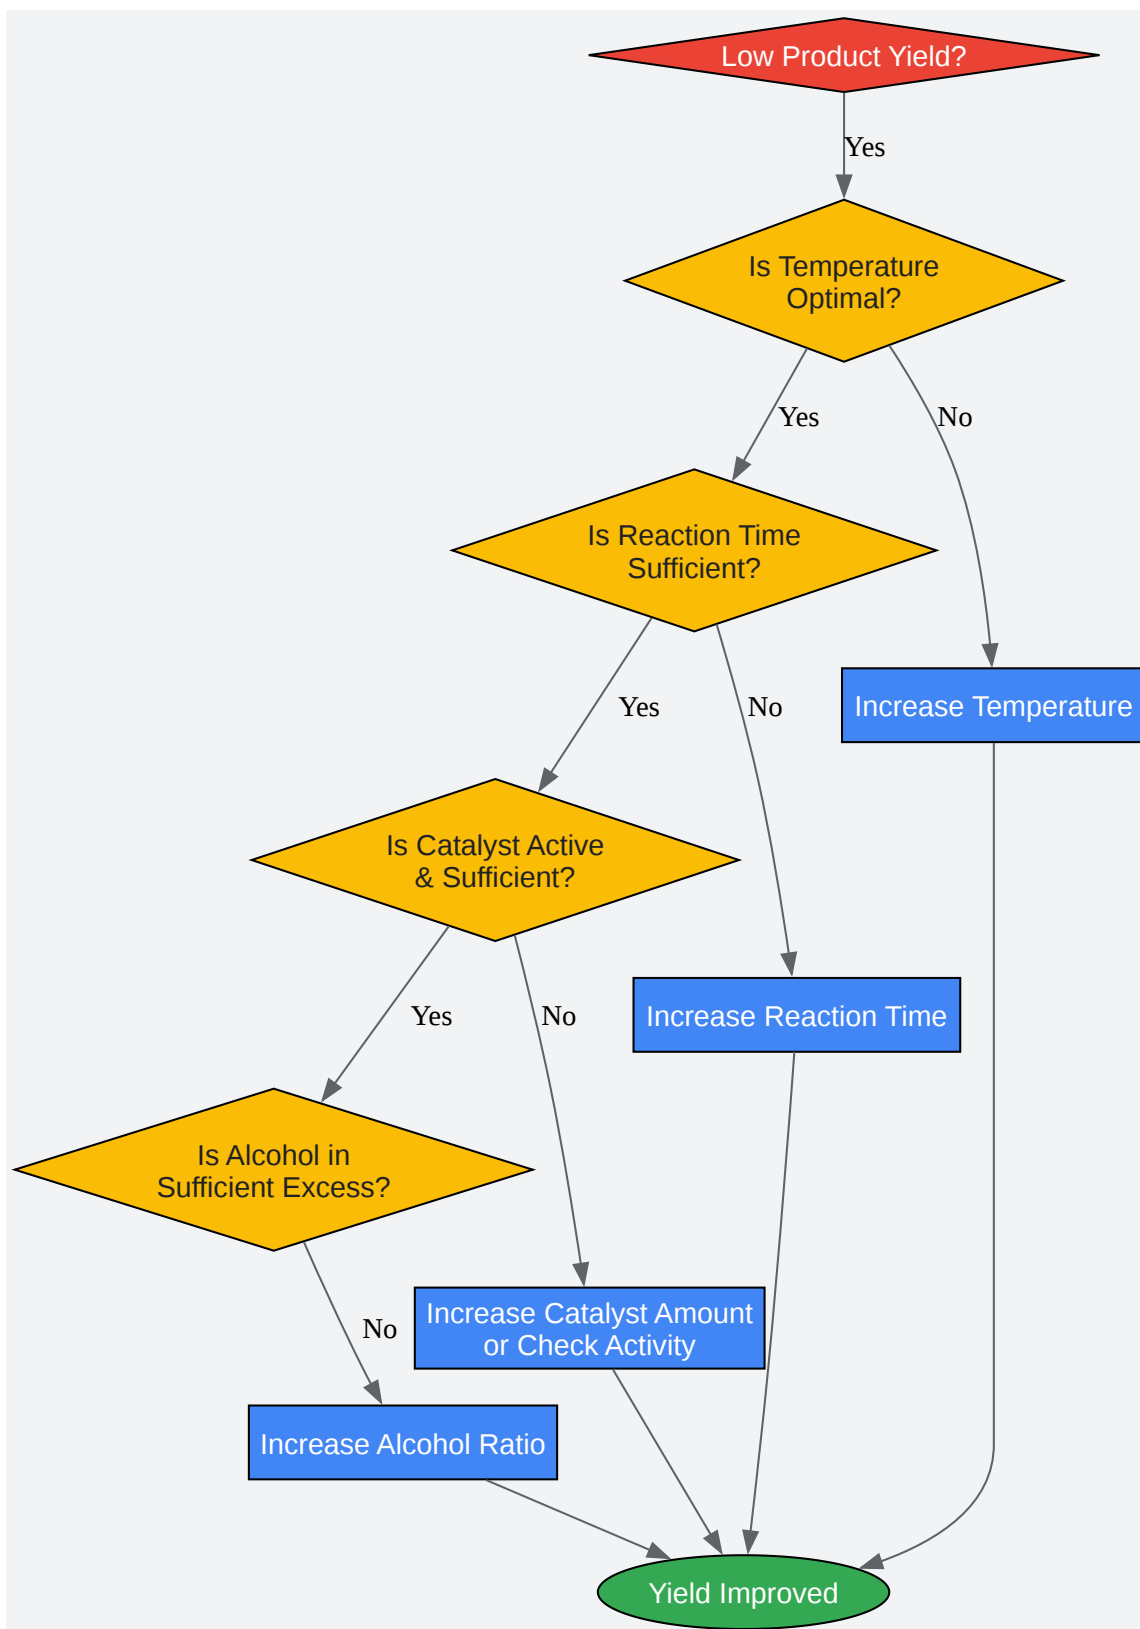 Low Product Yield?
Yes
Is Temperature
Optimal?
Yes
No
Is Reaction Time
Sufficient?
Yes
No
Increase Temperature
Is Catalyst Active
& Sufficient?
Yes
No
Increase Reaction Time
Is Alcohol in
Sufficient Excess?
No
Increase Catalyst Amount
or Check Activity
Increase Alcohol Ratio
Yield Improved